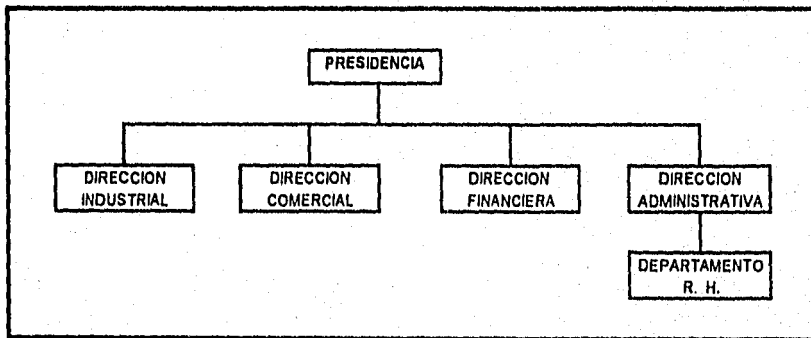 PRESIDENCIA
DIRECCION
INDUSTRIAL
DIRECCION
COMERCIAL
DIRECCION
FINANCIERA
DIRECCION
ADMINISTRATIVA
DEPARTAMENTO
R. H.